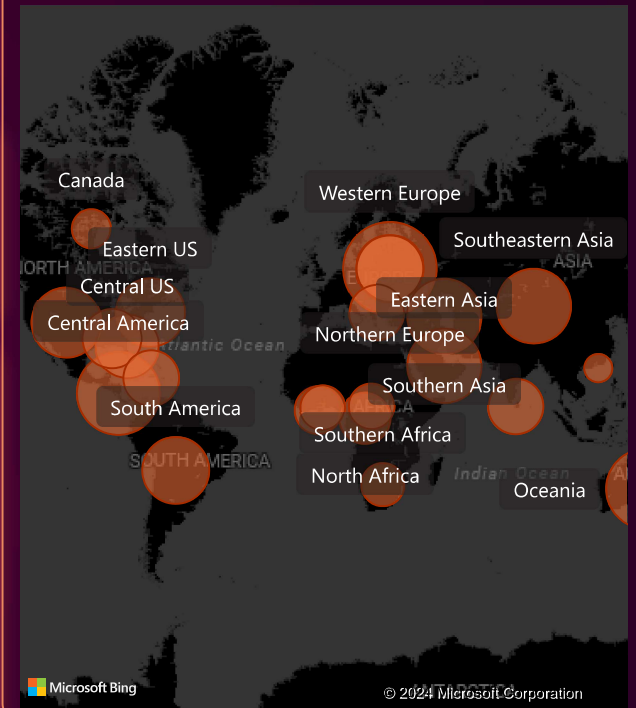 Canada
Western Europe
Southeastern Asia
Eastern US
ASIA
NORTH AMERICA
Central US
Eastern Asia
Central America
Northern Europe
Atlantic Ocean
Southern Asia
South America
AFRICA
Southern Africa
SOUTH AMERICA
North Africa
Indian Ocean
Oceania
Microsoft Bing
ANTARCTICA
© 2024 Microsoft Corporation